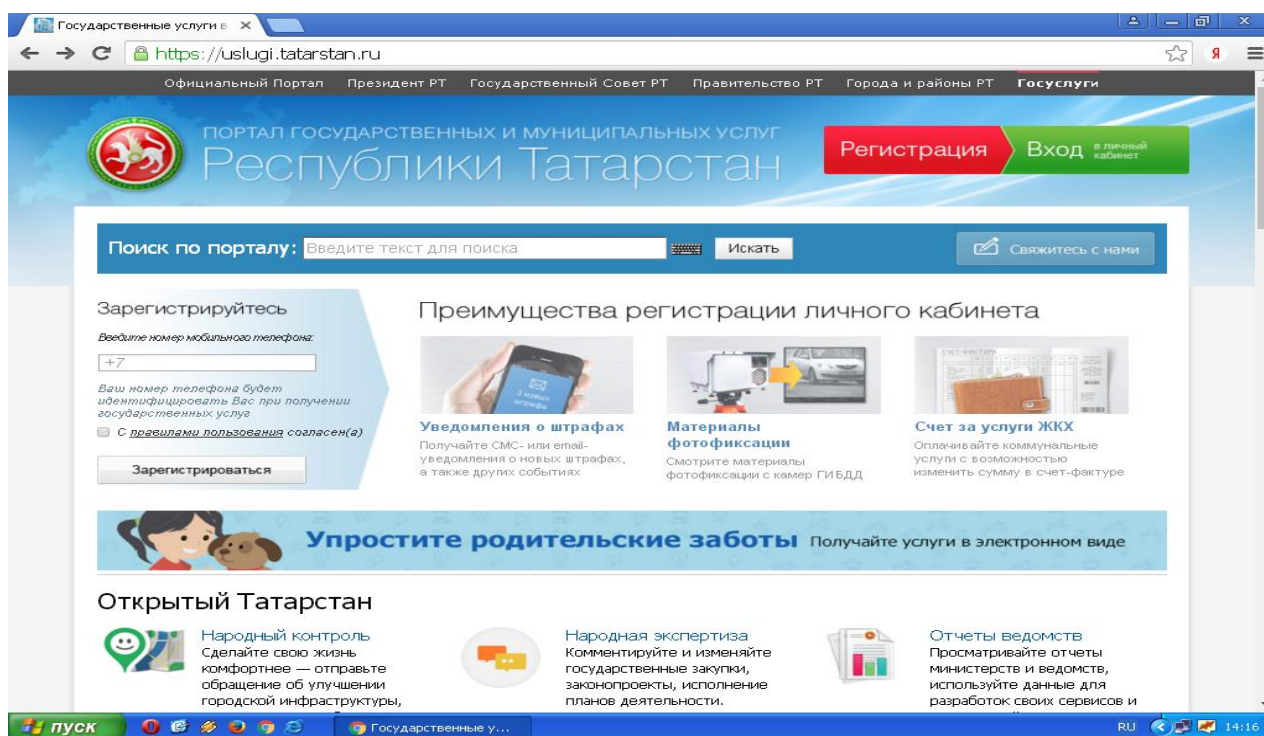 Государственные услуги в
https://uslugi.tatarstan.ru
Я
Официальный Портал Президент РТ Государственный Совет РТ Правительство РТ Города и районы РТ Госуслуги
ПОРТАЛ ГОСУДАРСТВЕННЫХ И МУНИЦИПАЛЬНЫХ УСЛУГ
Республики Татарстан
Регистрация Вход в личный кабинет
Поиск по порталу: Введите текст для поиска Искать Свяжитесь с нами
Зарегистрируйтесь
Введите номер мобильного телефона:
+7
Ваш номер телефона будет
идентифицировать Вас при получении
государственных услуг
С правилами пользования согласен(а)
Зарегистрироваться
Преимущества регистрации личного кабинета
3 новых
штрафа
Уведомления о штрафах
Получайте СМС- или email-
уведомления о новых штрафах,
а также других событиях
Материалы
фотофиксации
Смотрите материалы
фотофиксации с камер ГИБДД
СЧЕТ-ФАКТУРА
Счет за услуги ЖКХ
Оплачивайте коммунальные
услуги с возможностью
изменить сумму в счет-фактуре
Упростите родительские заботы Получайте услуги в электронном виде
Открытый Татарстан
Народный контроль
Сделайте свою жизнь
комфортнее — отправьте
обращение об улучшении
городской инфраструктуры,
Народная экспертиза
Комментируйте и изменяйте
государственные закупки,
законопроекты, исполнение
планов деятельности.
Отчеты ведомств
Просматривайте отчеты
министерств и ведомств,
используйте данные для
разработок своих сервисов и
пуск Государственные у... RU 14:16